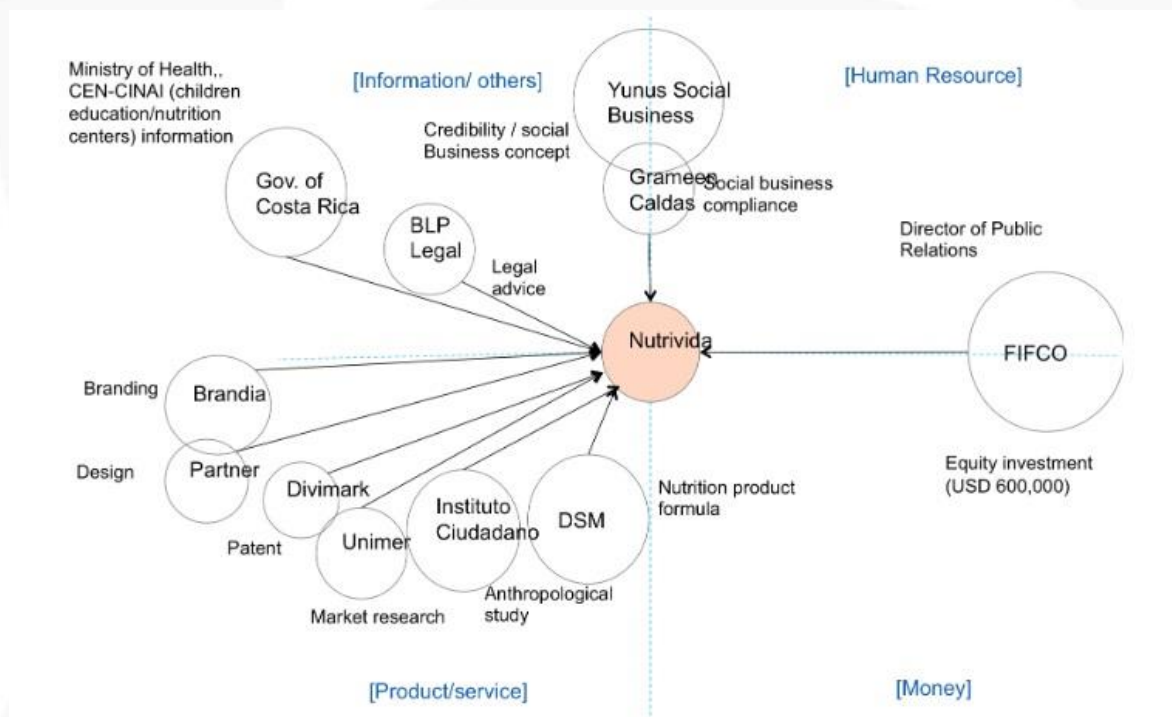 Ministry of Health,,
CEN-CINAI (children
education/nutrition
centers) information
[Information/ others]
Yunus Social
Business
[Human Resource]
Credibility / social
Business concept
Gov. of
Costa Rica
Grameen
Caldas
Social business
compliance
BLP
Legal
Legal
advice
Director of Public
Relations
Nutrivida
FIFCO
Branding
Brandia
Design
Partner
Divimark
Patent
Unimer
Market research
Instituto
Ciudadano
Anthropological
study
DSM
Nutrition product
formula
Equity investment
(USD 600,000)
[Product/service]
[Money]